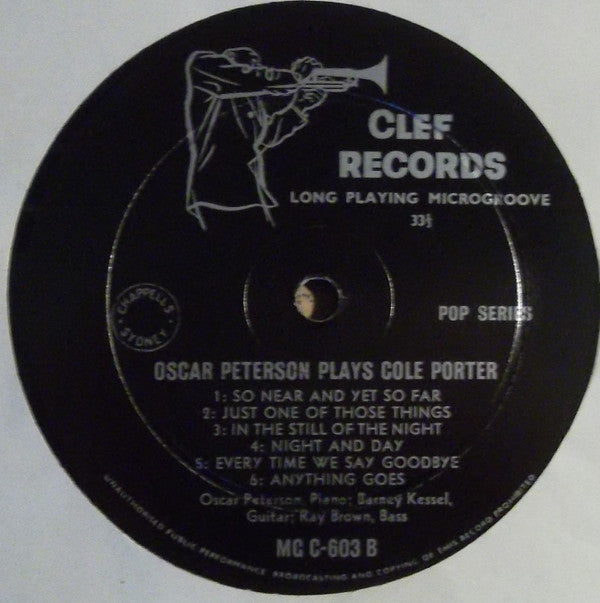 CLEF
RECORDS
LONG PLAYING MICROGROOVE
33⅓
CHAPPELLS
SYDNEY
POP SERIES
OSCAR PETERSON PLAYS COLE PORTER
1: SO NEAR AND YET SO FAR
2: JUST ONE OF THOSE THINGS
3: IN THE STILL OF THE NIGHT
4: NIGHT AND DAY
5: EVERY TIME WE SAY GOODBYE
6: ANYTHING GOES
Oscar Peterson, Piano; Barney Kessel,
Guitar; Ray Brown, Bass
MG C-603 B
UNAUTHORISED PUBLIC PERFORMANCE BROADCASTING AND COPYING OF THIS RECORD PROHIBITED